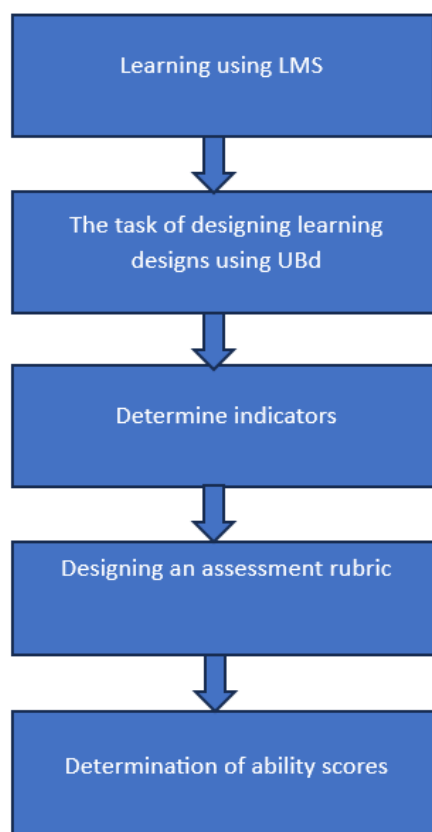 Learning using LMS
The task of designing learning
designs using UBd
Determine indicators
Designing an assessment rubric
Determination of ability scores